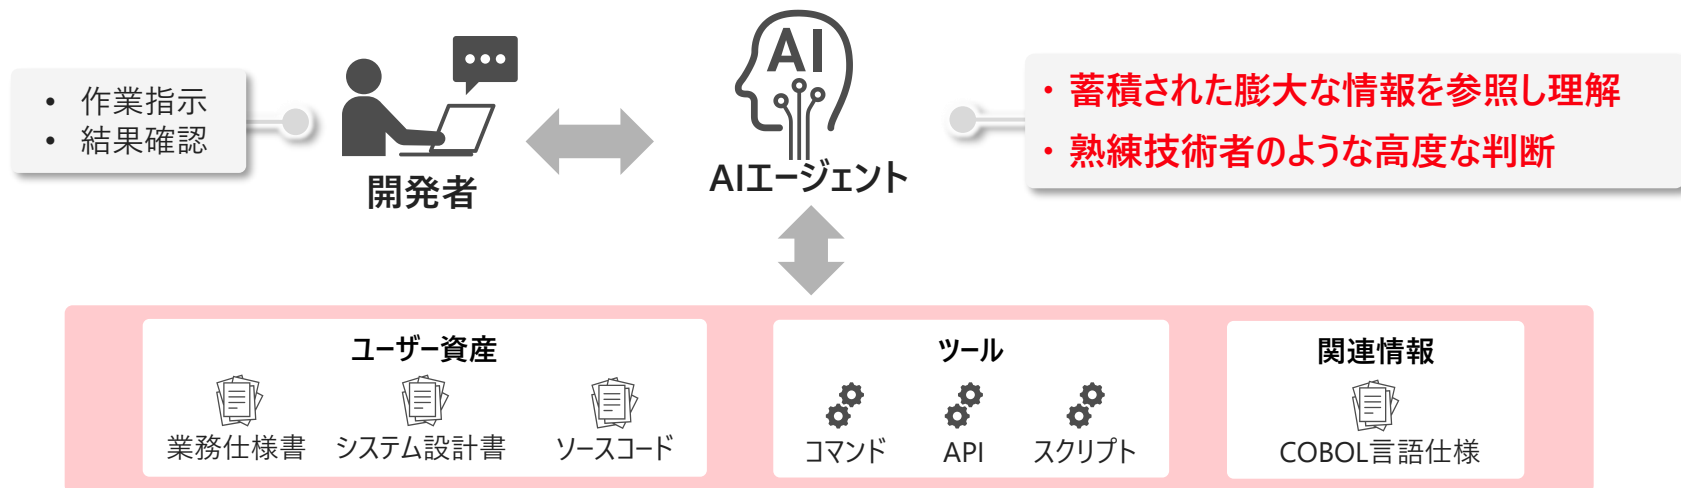 • 作業指示
• 結果確認
開発者
AI
AIエージェント
・蓄積された膨大な情報を参照し理解
・熟練技術者のような高度な判断
ユーザー資産
業務仕様書
システム設計書
ソースコード
ツール
コマンド
API
スクリプト
関連情報
COBOL言語仕様